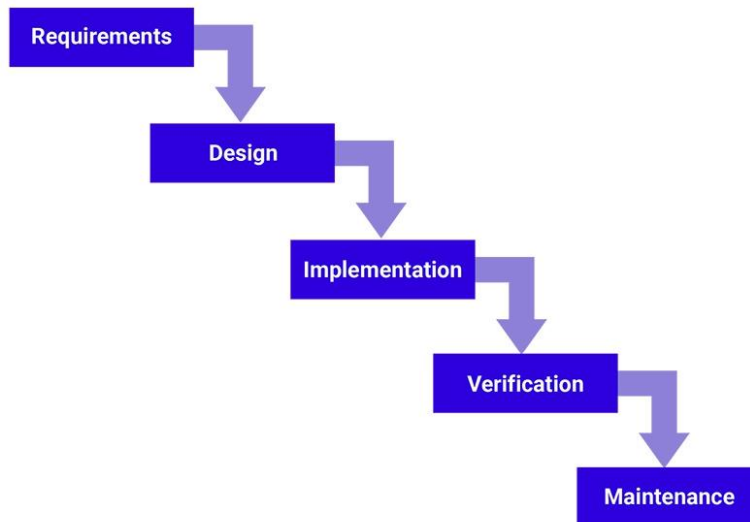 Requirements
Design
Implementation
Verification
Maintenance